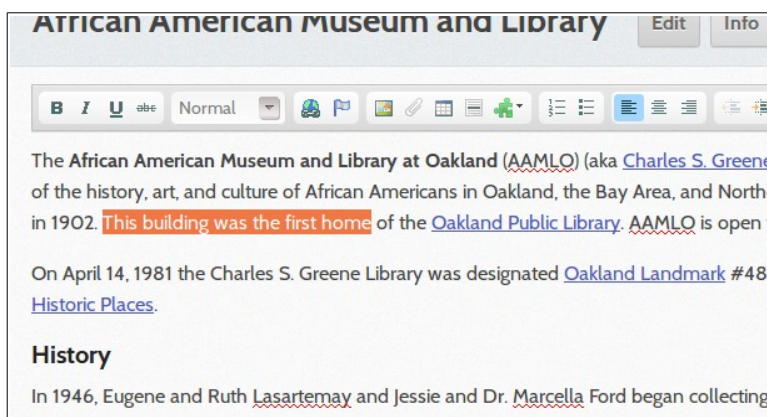 African American Museum and Library Edit Info
B I U abc Normal
The African American Museum and Library at Oakland (AAMLO) (aka Charles S. Greene
of the history, art, and culture of African Americans in Oakland, the Bay Area, and North
in 1902. This building was the first home of the Oakland Public Library. AAMLO is open
On April 14, 1981 the Charles S. Greene Library was designated Oakland Landmark #48
Historic Places.
History
In 1946, Eugene and Ruth Lasartemay and Jessie and Dr. Marcella Ford began collecting